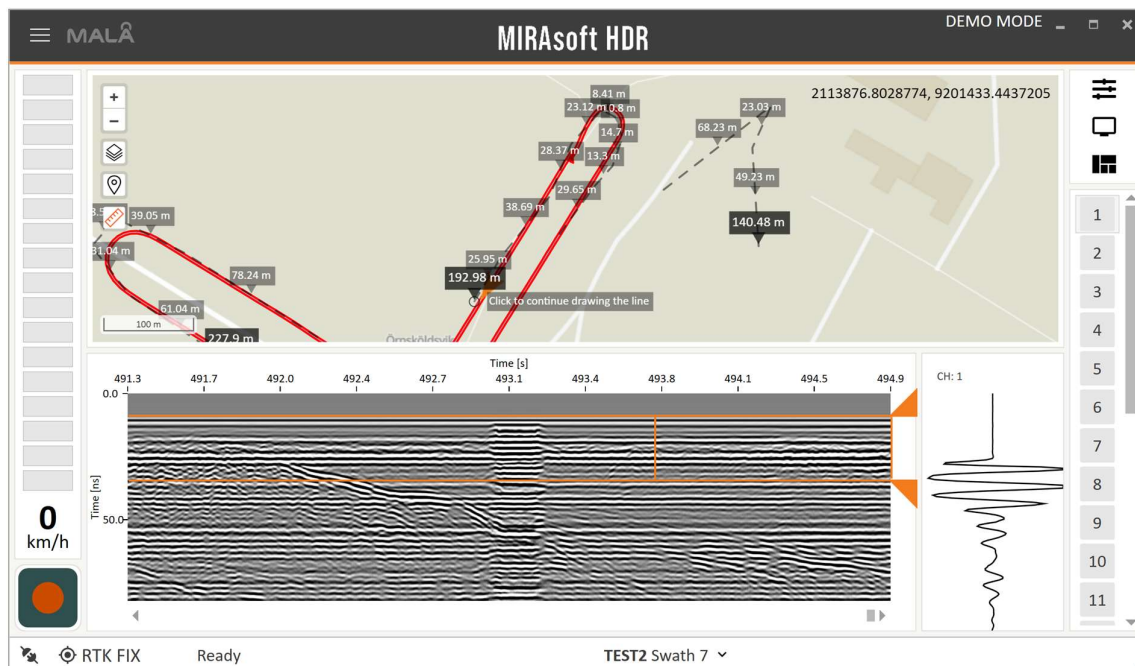 MALÅ
MIRAsoft HDR
DEMO MODE
2113876.8028774, 9201433.4437205
+
−
8.41 m
23.12 m
10.8 m
14.7 m
28.37 m
13.3 m
29.65 m
38.69 m
25.95 m
192.98 m
Click to continue drawing the line
23.03 m
68.23 m
49.23 m
140.48 m
39.05 m
31.04 m
78.24 m
61.04 m
227.9 m
100 m
Örnsköldsvik
Time [s]
491.3 491.7 492.0 492.4 492.7 493.1 493.4 493.8 494.1 494.5 494.9
0.0
50.0
Time [ns]
CH: 1
1
2
3
4
5
6
7
8
9
10
11
0
km/h
RTK FIX
Ready
TEST2 Swath 7